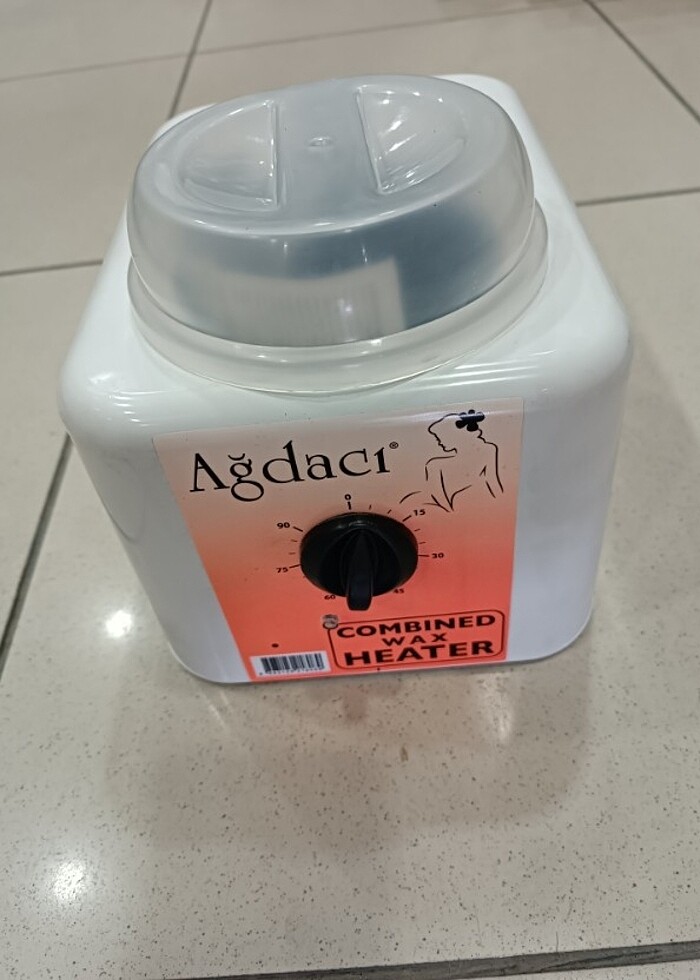 Ağdacı®
0
15
30
45
60
75
90
COMBINED
WAX
HEATER